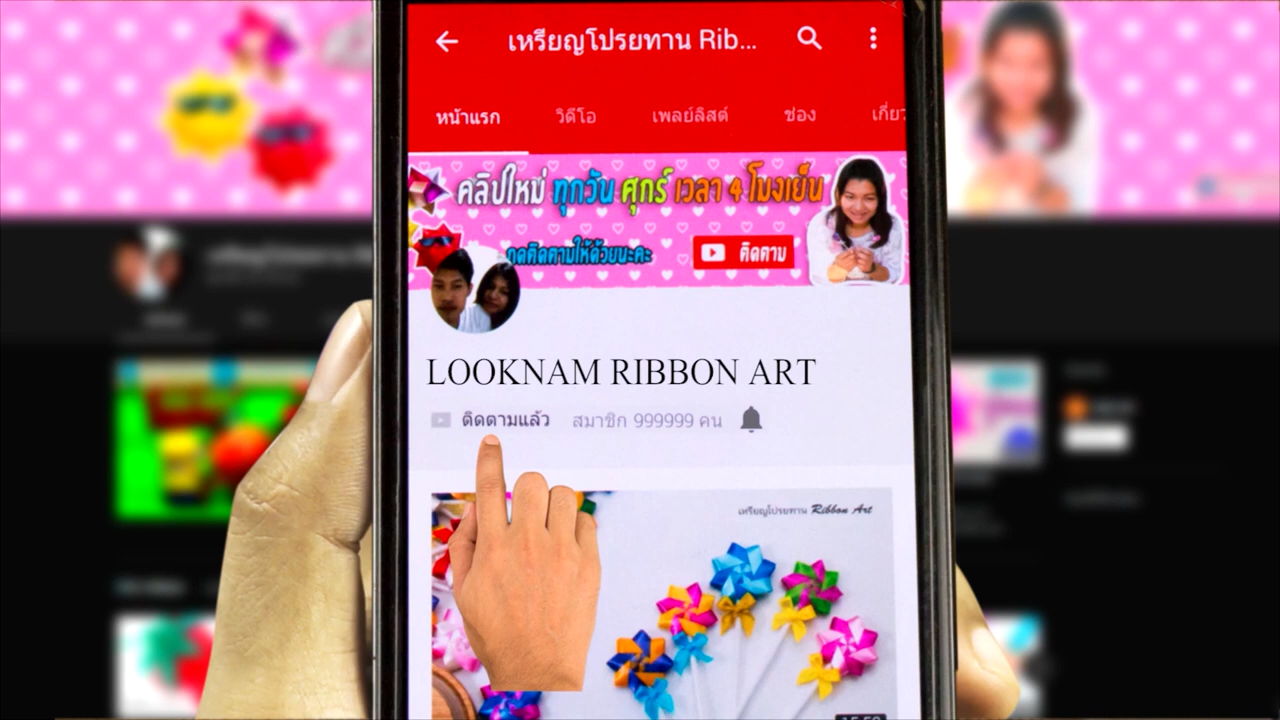 เหรียญโปรยทาน Rib...
หน้าแรก วิดีโอ เพลย์ลิสต์ ช่อง เกี่ยว
คลิปใหม่ ทุกวัน ศุกร์ เวลา 4 โมงเย็น
กดติดตามให้ด้วยนะคะ ติดตาม
LOOKNAM RIBBON ART
ติดตามแล้ว สมาชิก 999999 คน
เหรียญโปรยทาน Ribbon Art